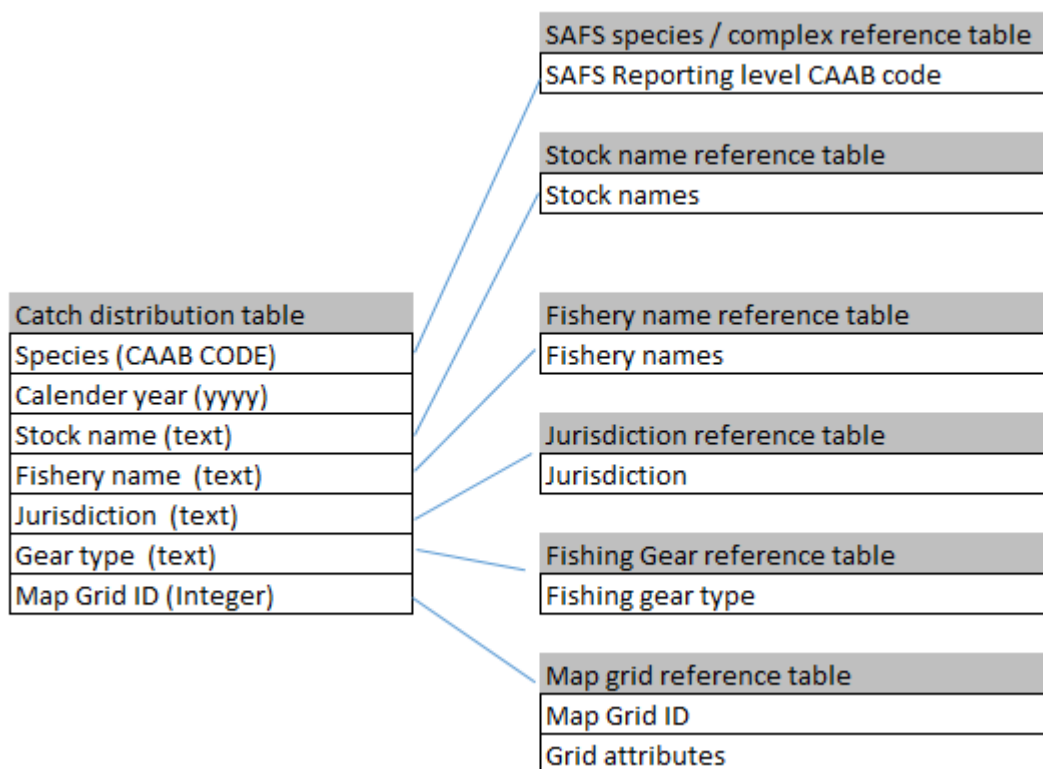 SAFS species / complex reference table
SAFS Reporting level CAAB code
Stock name reference table
Stock names
Catch distribution table
Species (CAAB CODE)
Calender year (yyyy)
Stock name (text)
Fishery name  (text)
Jurisdiction  (text)
Gear type  (text)
Map Grid ID (Integer)
Fishery name reference table
Fishery names
Jurisdiction reference table
Jurisdiction
Fishing Gear reference table
Fishing gear type
Map grid reference table
Map Grid ID
Grid attributes